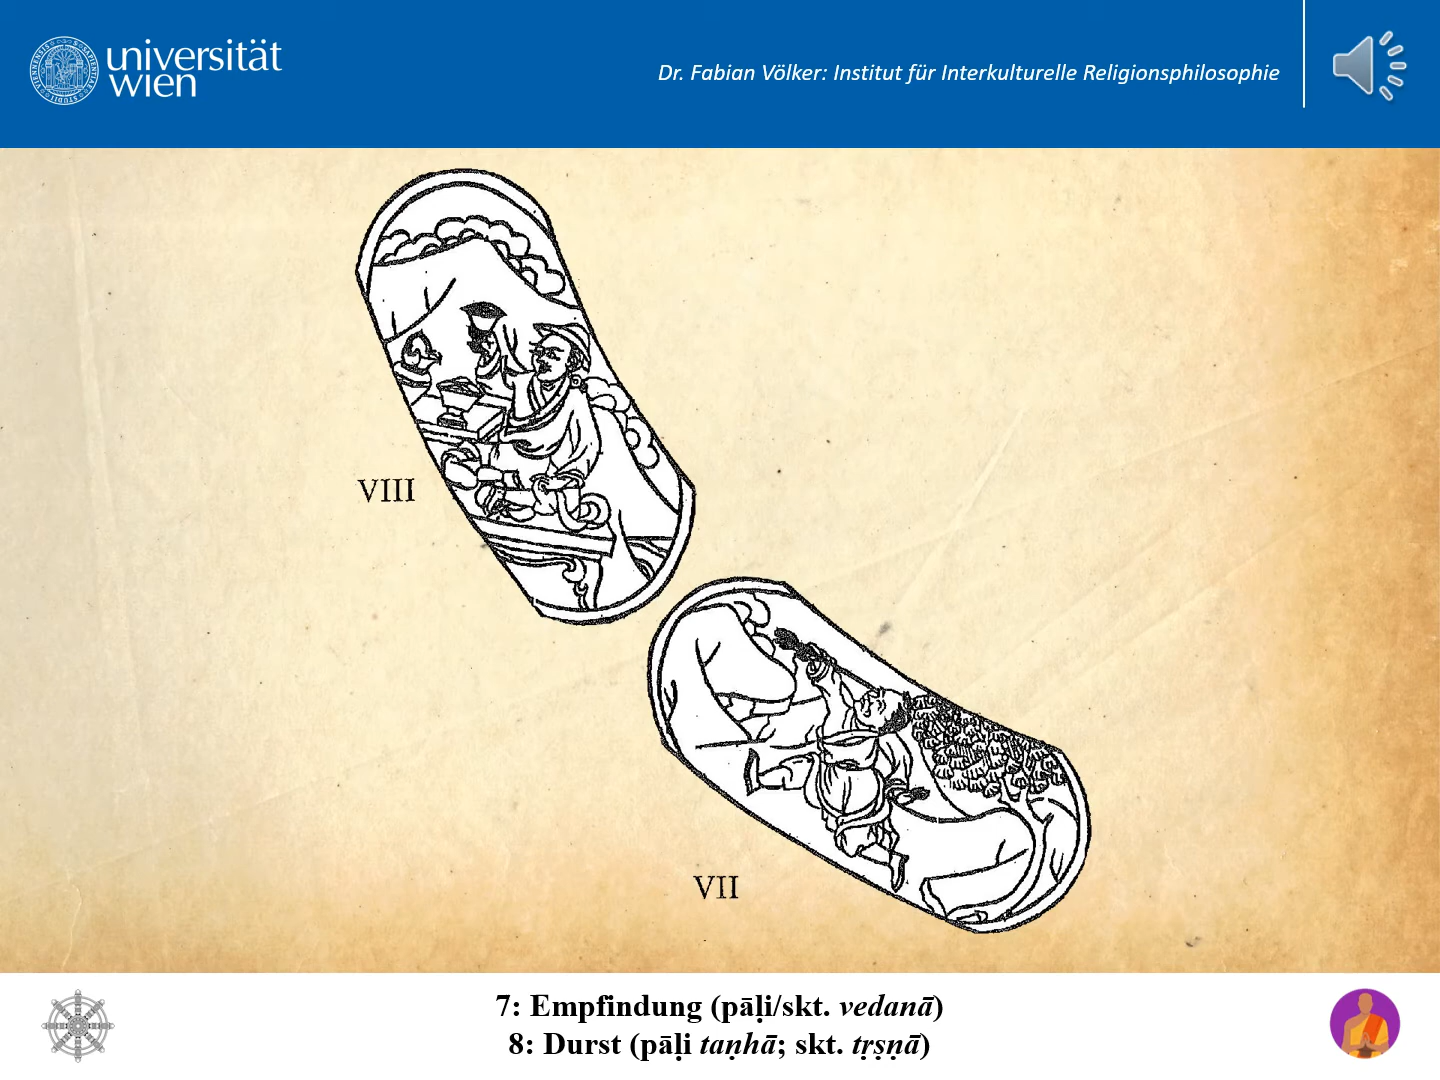 universität
wien
Dr. Fabian Völker: Institut für Interkulturelle Religionsphilosophie
VIII
VII
7: Empfindung (pāḷi/skt. vedanā)
8: Durst (pāḷi taṇhā; skt. tṛṣṇā)